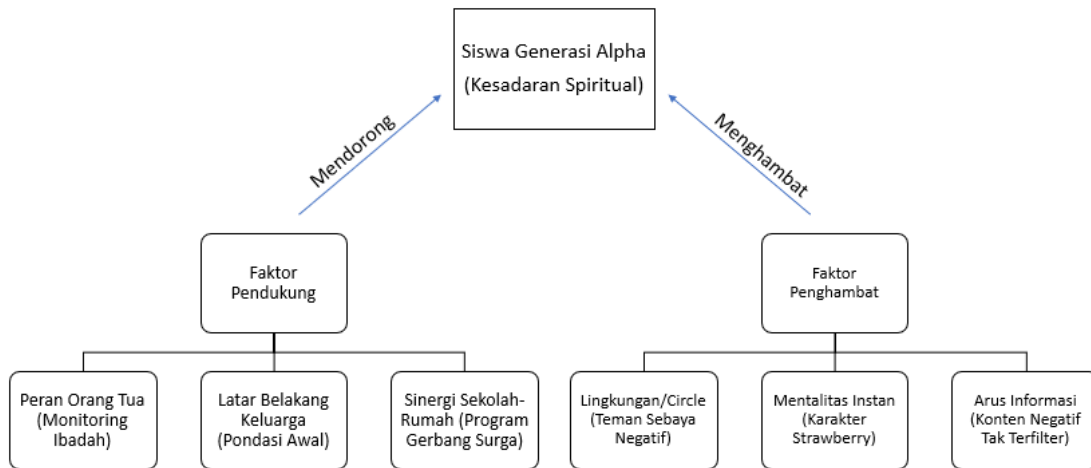 Siswa Generasi Alpha
(Kesadaran Spiritual)
Mendorong
Menghambat
Faktor
Pendukung
Faktor
Penghambat
Peran Orang Tua
(Monitoring
Ibadah)
Latar Belakang
Keluarga
(Pondasi Awal)
Sinergi Sekolah-
Rumah (Program
Gerbang Surga)
Lingkungan/Circle
(Teman Sebaya
Negatif)
Mentalitas Instan
(Karakter
Strawberry)
Arus Informasi
(Konten Negatif
Tak Terfilter)